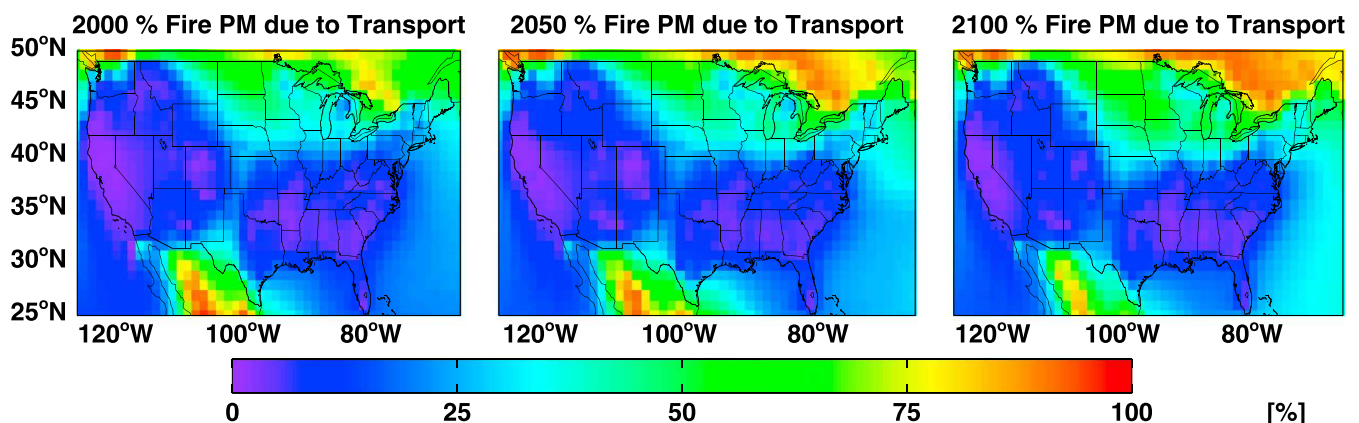 2000 % Fire PM due to Transport 2050 % Fire PM due to Transport 2100 % Fire PM due to Transport
50°N
45°N
40°N
35°N
30°N
25°N
120°W 100°W 80°W 120°W 100°W 80°W 120°W 100°W 80°W
0 25 50 75 100 [%]